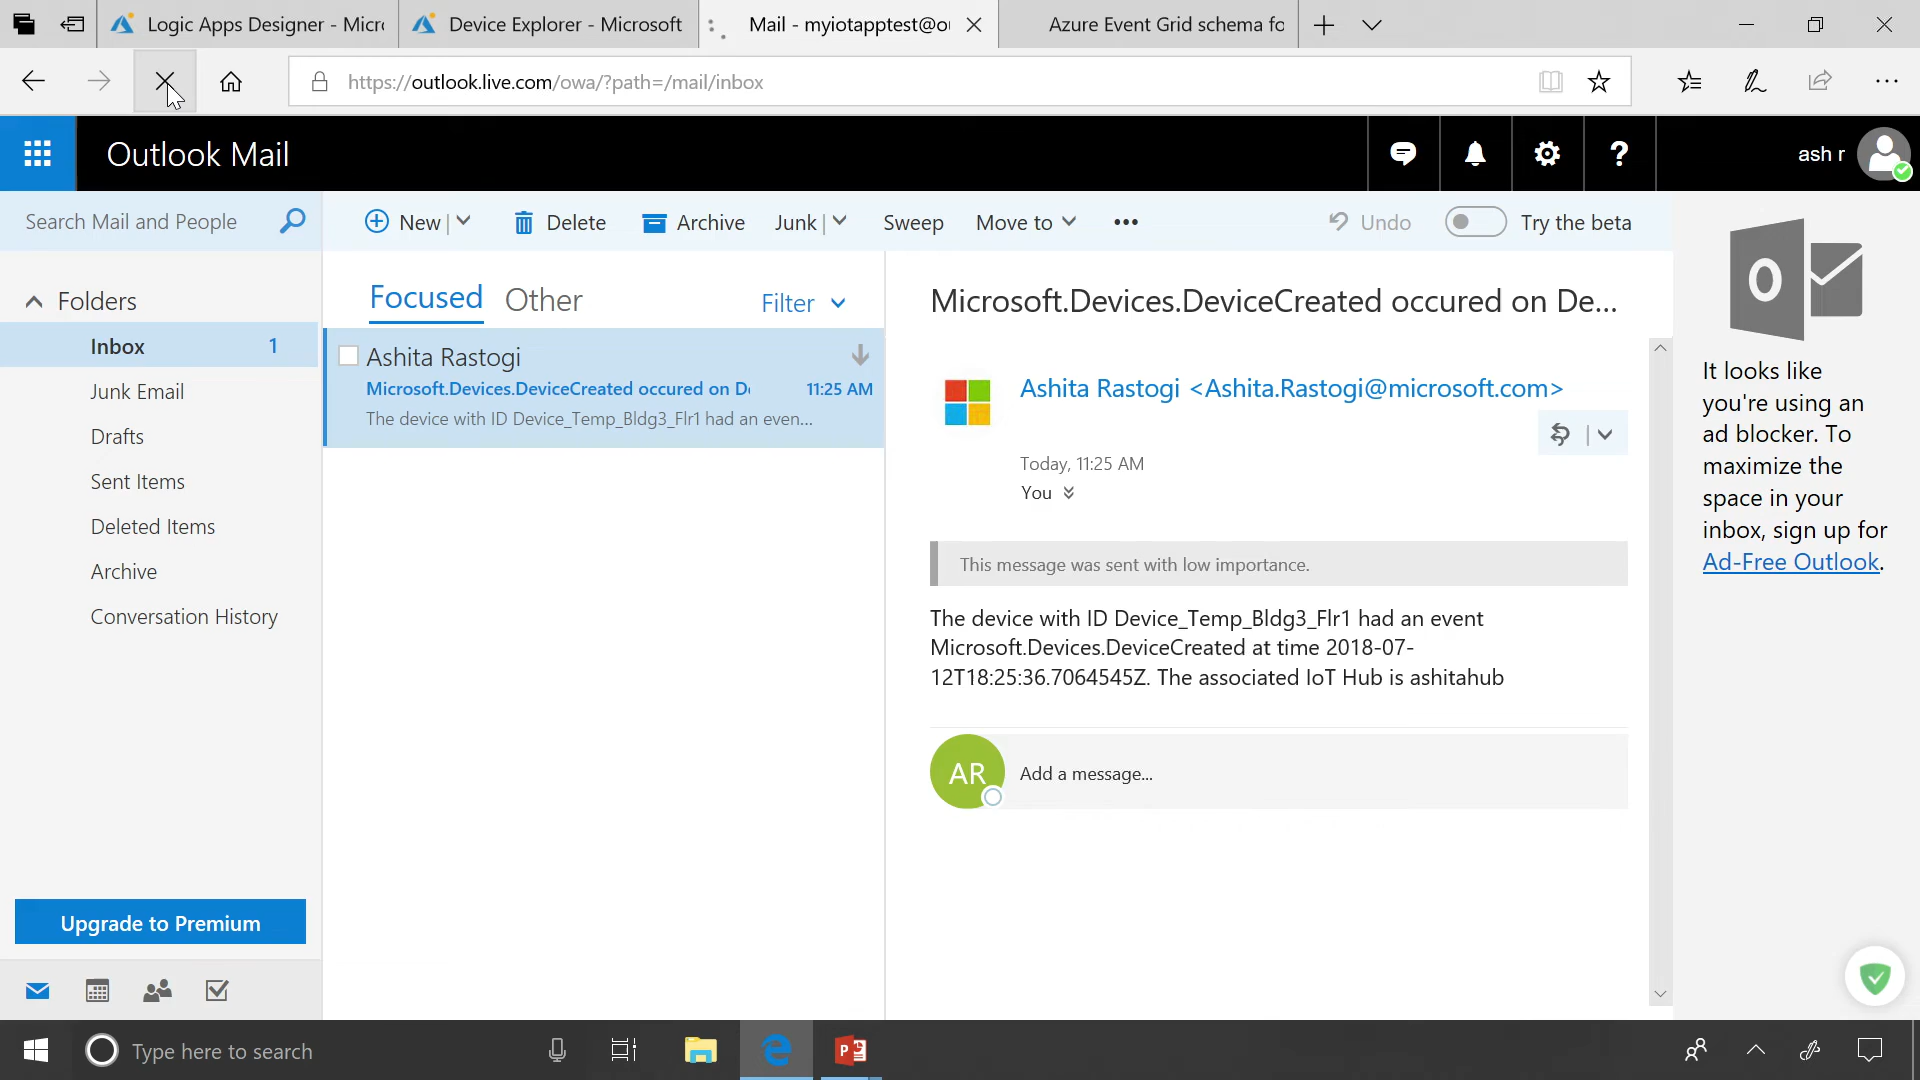 Logic Apps Designer - Micr
Device Explorer - Microsoft
Mail - myiotapptest@o
Azure Event Grid schema fo
https://outlook.live.com/owa/?path=/mail/inbox
Outlook Mail
ash r
Search Mail and People
New
Delete
Archive
Junk
Sweep
Move to
Undo
Try the beta
Folders
Inbox 1
Junk Email
Drafts
Sent Items
Deleted Items
Archive
Conversation History
Upgrade to Premium
Focused Other Filter
Ashita Rastogi
Microsoft.Devices.DeviceCreated occured on De 11:25 AM
The device with ID Device_Temp_Bldg3_Flr1 had an even...
Microsoft.Devices.DeviceCreated occured on De...
Ashita Rastogi <Ashita.Rastogi@microsoft.com>
Today, 11:25 AM
You
This message was sent with low importance.
The device with ID Device_Temp_Bldg3_Flr1 had an event
Microsoft.Devices.DeviceCreated at time 2018-07-
12T18:25:36.7064545Z. The associated IoT Hub is ashitahub
AR
Add a message...
It looks like
you're using an
ad blocker. To
maximize the
space in your
inbox, sign up for
Ad-Free Outlook.
Type here to search